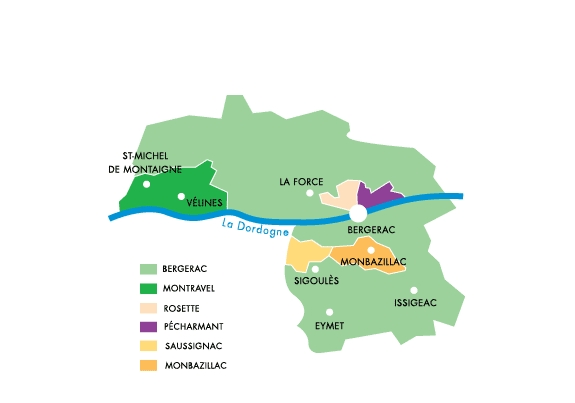 ST-MICHEL
DE MONTAIGNE
VÉLINES
LA FORCE
La Dordogne
BERGERAC
MONBAZILLAC
SIGOULÈS
ISSIGEAC
EYMET
BERGERAC
MONTRAVEL
ROSETTE
PÉCHARMANT
SAUSSIGNAC
MONBAZILLAC